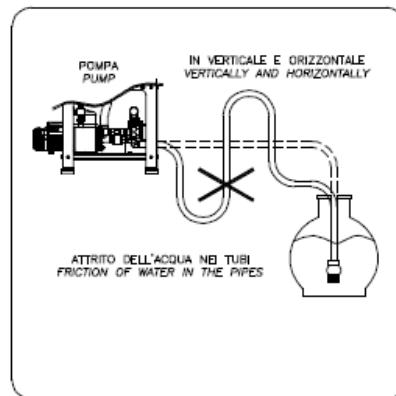 POMPA
PUMP
IN VERTICALE E ORIZZONTALE
VERTICALLY AND HORIZONTALLY
ATTRITO DELL'ACQUA NEI TUBI
FRICTION OF WATER IN THE PIPES